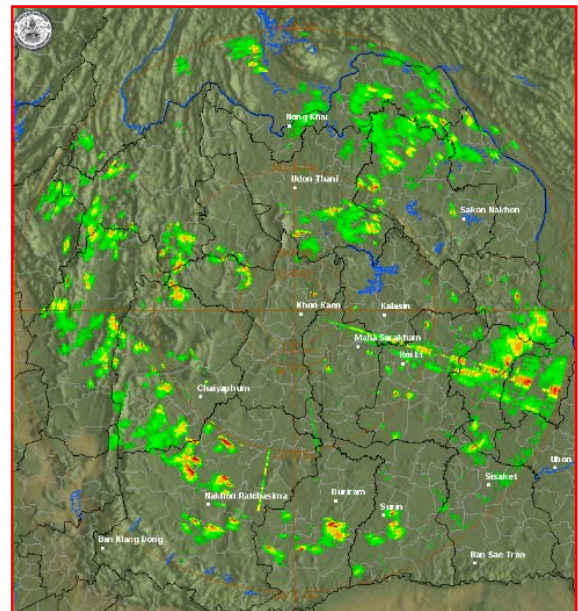 Nong Khai
Udon Thani
Sakon Nakhon
Khon Kaen
Kalasin
Maha Sarakham
Roi Et
Chaiyaphum
Ubon
Sisaket
Nakhon Ratchasima
Buriram
Surin
Ban Klang Dong
Ban Sae Tran